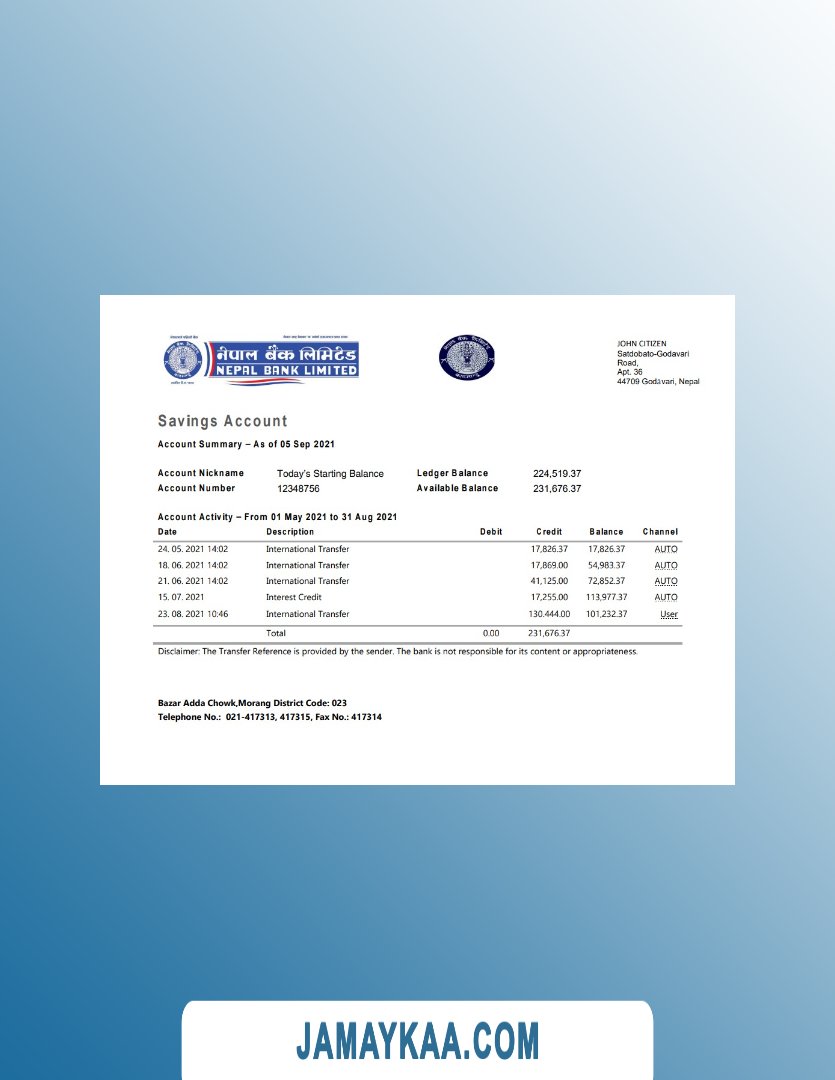 नेपाल बैंक लिमिटेड
NEPAL BANK LIMITED
JOHN CITIZEN
Satdobato-Godavari
Road,
Apt. 36
44709 Godavari, Nepal
Savings Account
Account Summary – As of 05 Sep 2021
Account Nickname Today's Starting Balance Ledger Balance 224,519.37
Account Number 12348756 Available Balance 231,676.37
Account Activity – From 01 May 2021 to 31 Aug 2021
Date Description Debit Credit Balance Channel
24. 05. 2021 14:02 International Transfer 17,826.37 17,826.37 AUTO
18. 06. 2021 14:02 International Transfer 17,869.00 54,983.37 AUTO
21. 06. 2021 14:02 International Transfer 41,125.00 72,852.37 AUTO
15. 07. 2021 Interest Credit 17,255.00 113,977.37 AUTO
23. 08. 2021 10:46 International Transfer 130.444.00 101,232.37 User
Total 0.00 231,676.37
Disclaimer: The Transfer Reference is provided by the sender. The bank is not responsible for its content or appropriateness.
Bazar Adda Chowk,Morang District Code: 023
Telephone No.: 021-417313, 417315, Fax No.: 417314
JAMAYKAA.COM